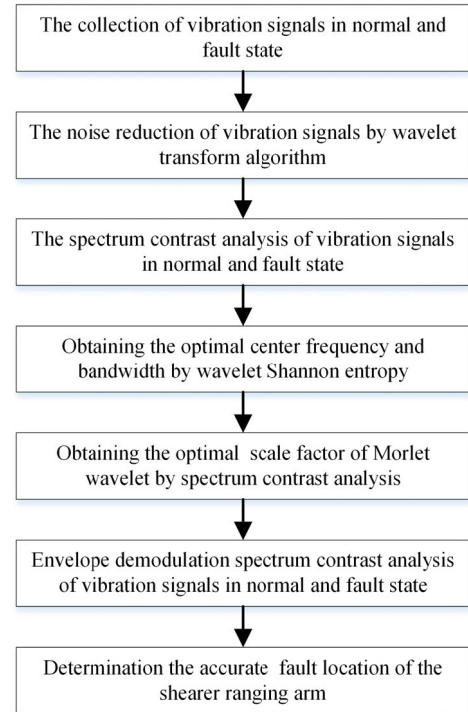 The collection of vibration signals in normal and
fault state
The noise reduction of vibration signals by wavelet
transform algorithm
The spectrum contrast analysis of vibration signals
in normal and fault state
Obtaining the optimal center frequency and
bandwidth by wavelet Shannon entropy
Obtaining the optimal scale factor of Morlet
wavelet by spectrum contrast analysis
Envelope demodulation spectrum contrast analysis
of vibration signals in normal and fault state
Determination the accurate fault location of the
shearer ranging arm